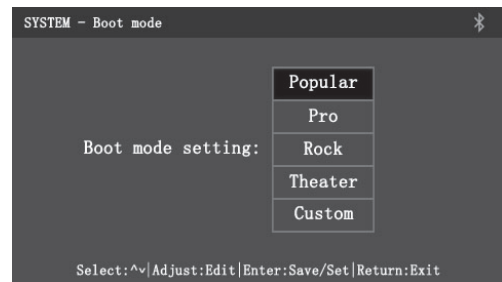 SYSTEM - Boot mode
Popular
Pro
Boot mode setting: Rock
Theater
Custom
Select:^v|Adjust:Edit|Enter:Save/Set|Return:Exit